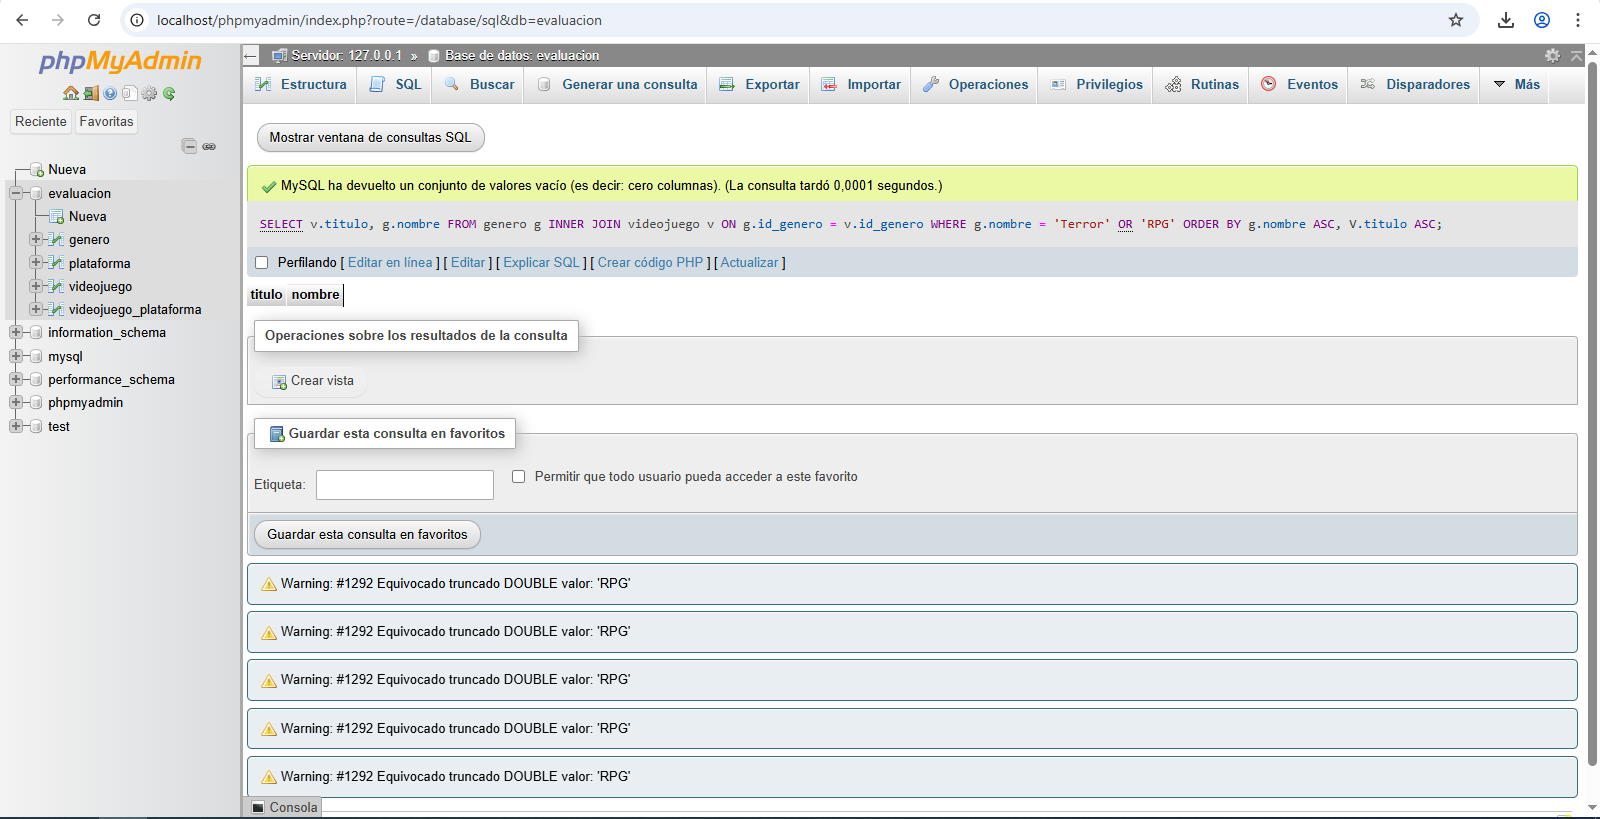 localhost/phpmyadmin/index.php?route=/database/sql&db=evaluacion
phpMyAdmin
Reciente Favoritas
Nueva
evaluacion
Nueva
genero
plataforma
videojuego
videojuego_plataforma
information_schema
mysql
performance_schema
phpmyadmin
test
Servidor: 127.0.0.1 » Base de datos: evaluacion
Estructura SQL Buscar Generar una consulta Exportar Importar Operaciones Privilegios Rutinas Eventos Disparadores Más
Mostrar ventana de consultas SQL
MySQL ha devuelto un conjunto de valores vacío (es decir: cero columnas). (La consulta tardó 0,0001 segundos.)
SELECT v.titulo, g.nombre FROM genero g INNER JOIN videojuego v ON g.id_genero = v.id_genero WHERE g.nombre = 'Terror' OR 'RPG' ORDER BY g.nombre ASC, V.titulo ASC;
Perfilando [ Editar en línea ] [ Editar ] [ Explicar SQL ] [ Crear código PHP ] [ Actualizar ]
titulo nombre
Operaciones sobre los resultados de la consulta
Crear vista
Guardar esta consulta en favoritos
Etiqueta: Permitir que todo usuario pueda acceder a este favorito
Guardar esta consulta en favoritos
Warning: #1292 Equivocado truncado DOUBLE valor: 'RPG'
Warning: #1292 Equivocado truncado DOUBLE valor: 'RPG'
Warning: #1292 Equivocado truncado DOUBLE valor: 'RPG'
Warning: #1292 Equivocado truncado DOUBLE valor: 'RPG'
Warning: #1292 Equivocado truncado DOUBLE valor: 'RPG'
Consola